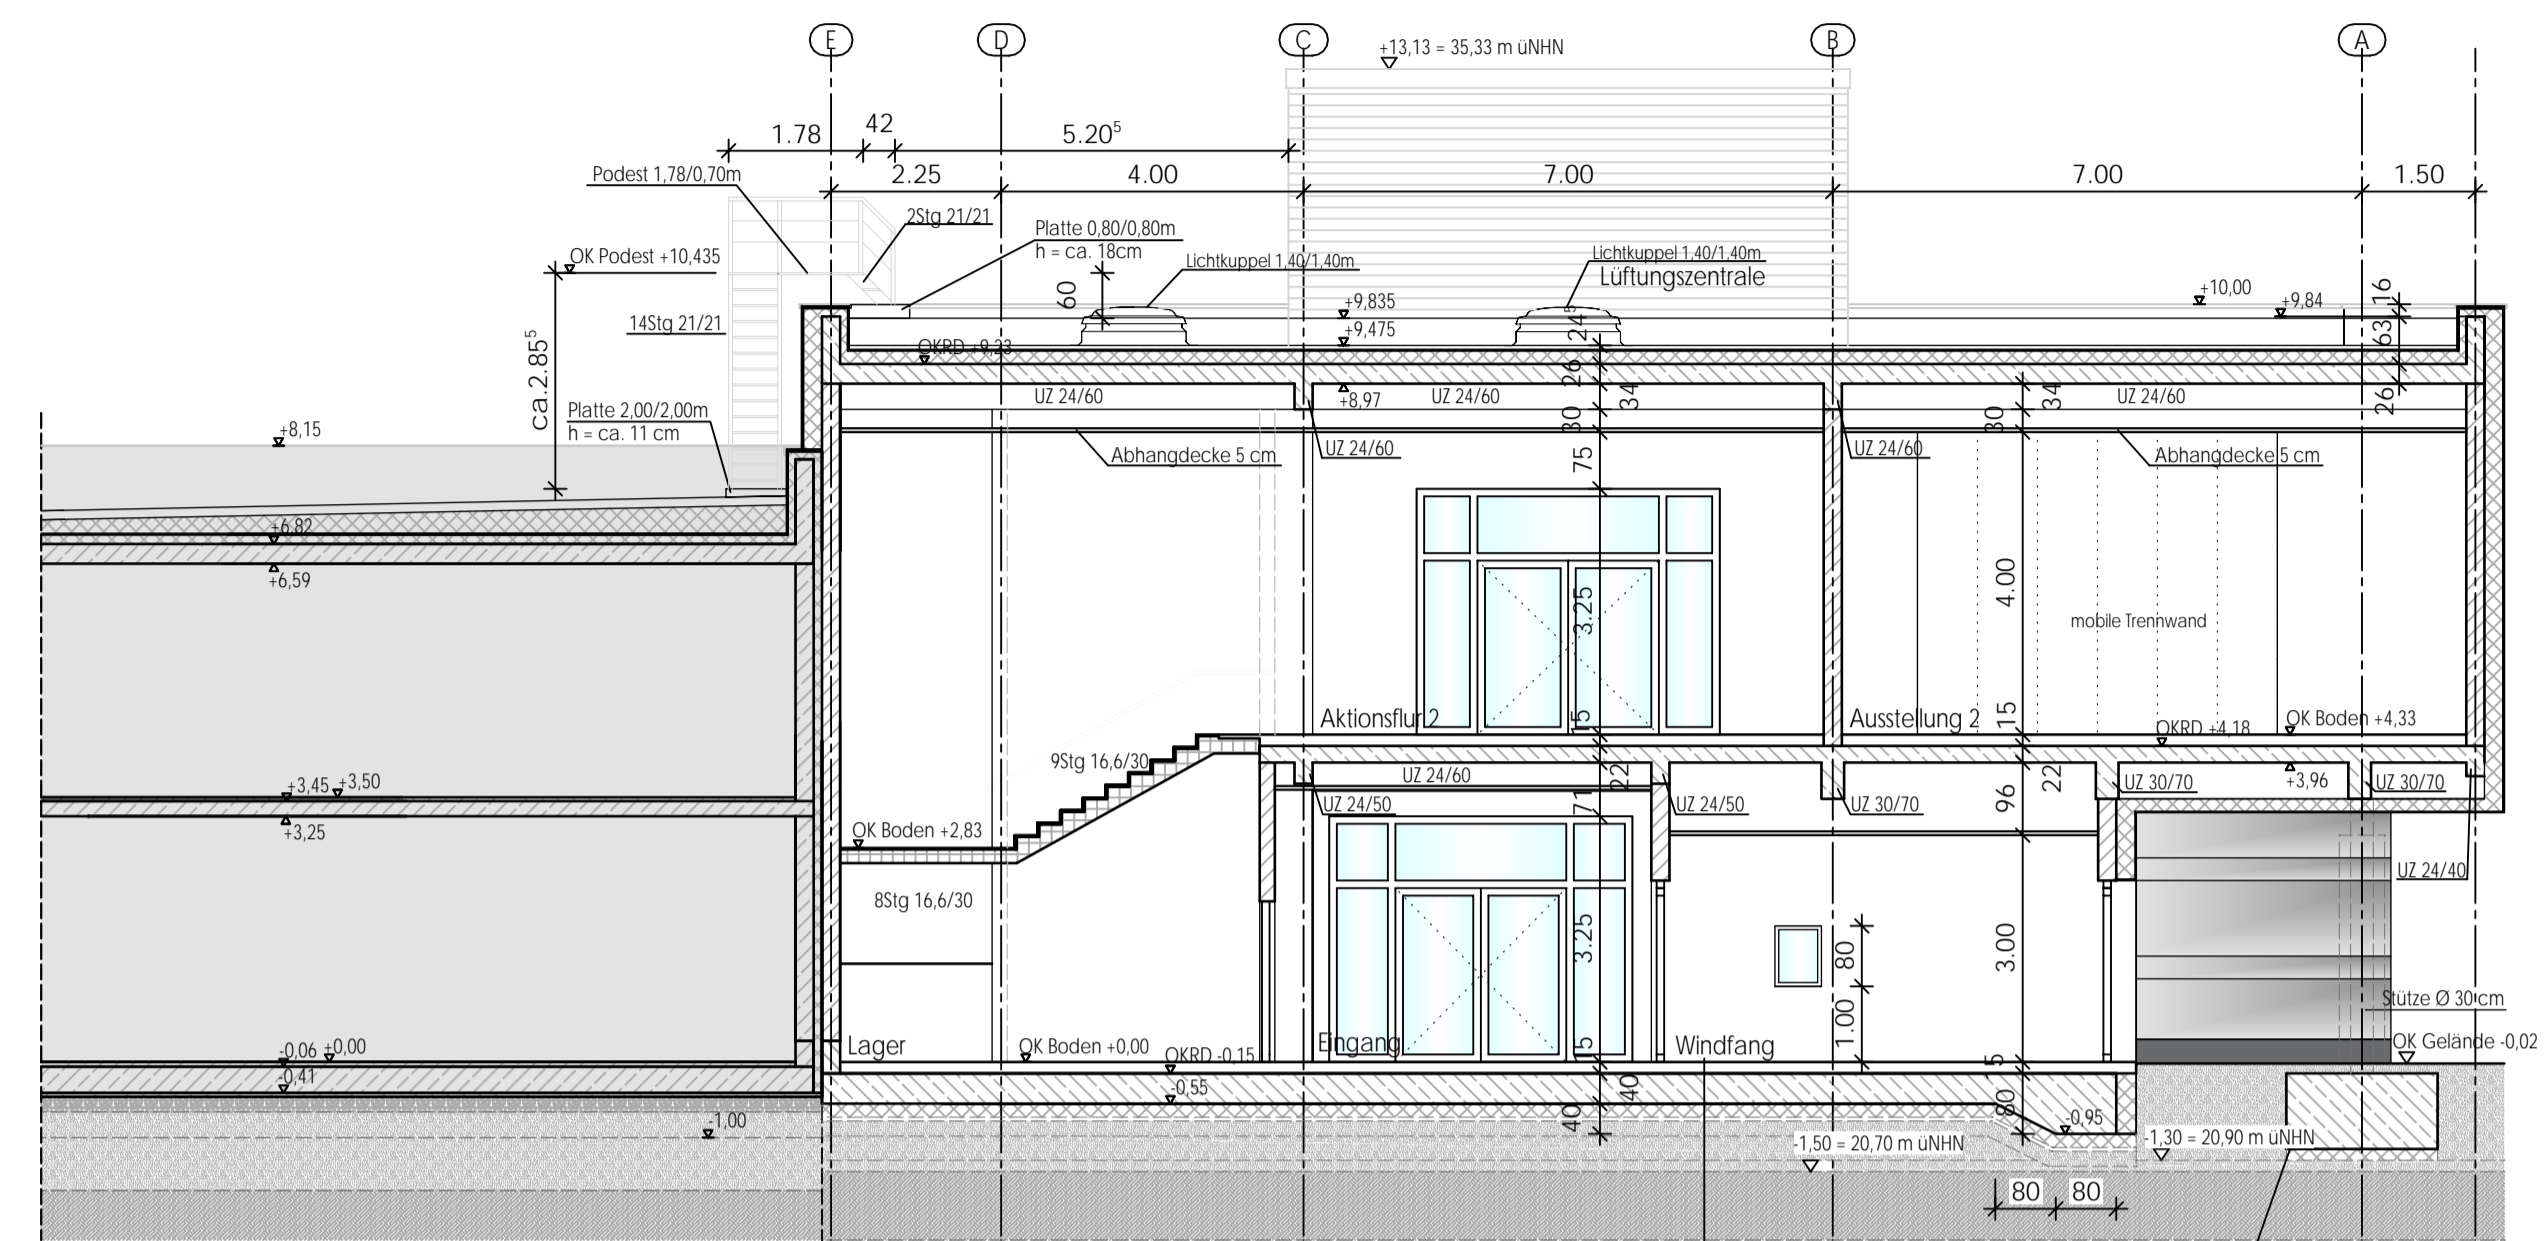 E
D
C
B
A
+13,13 = 35,33 m üNHN
1.78
42
5.20⁵
Podest 1,78/0,70m
2.25
4.00
7.00
7.00
1.50
2Stg 21/21
Platte 0,80/0,80m
h = ca. 18cm
OK Podest +10,435
Lichtkuppel 1,40/1,40m
Lichtkuppel 1,40/1,40m
Lüftungszentrale
60
+9,835
+10,00
+9,84
16
14Stg 21/21
+9,475
24⁵
63
OKRD +9,23
ca.2.85⁵
26
UZ 24/60
+8,97
UZ 24/60
34
34
UZ 24/60
26
Platte 2,00/2,00m
h = ca. 11 cm
30
30
+8,15
Abhangdecke 5 cm
UZ 24/60
75
UZ 24/60
Abhangdecke 5 cm
+6,82
+6,59
3.25
4.00
mobile Trennwand
Aktionsflur 2
15
Ausstellung 2
15
OKRD +4,18
OK Boden +4,33
9Stg 16,6/30
UZ 24/60
22
22
+3,45
+3,50
+3,96
UZ 30/70
UZ 30/70
UZ 24/50
71
UZ 24/50
UZ 30/70
96
+3,25
OK Boden +2,83
UZ 24/40
8Stg 16,6/30
3.25
80
3.00
1.00
Stütze Ø 30 cm
-0,06
+0,00
Lager
OK Boden +0,00
OKRD -0,15
Eingang
15
Windfang
15
OK Gelände -0,02
-0,41
-0,55
40
80
40
-0,95
-1,00
-1,50 = 20,70 m üNHN
-1,30 = 20,90 m üNHN
80
80